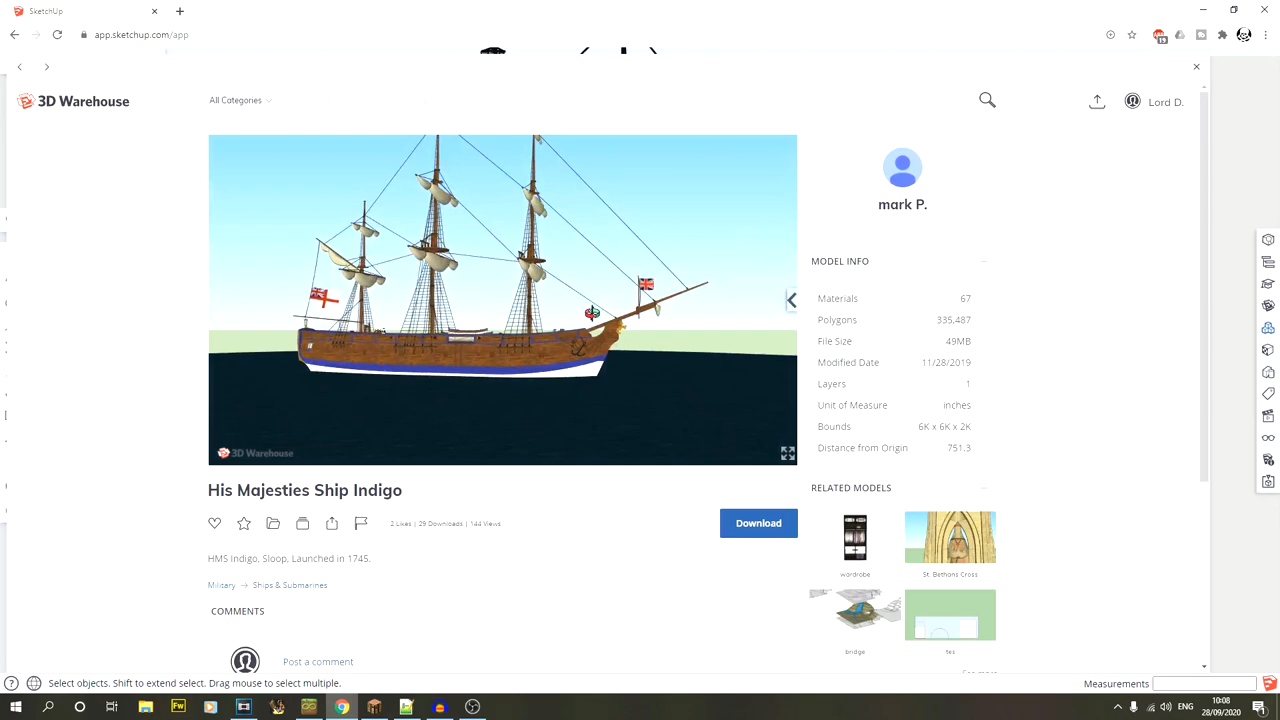 SketchUp
app.sketchup.com/app
3D Warehouse
All Categories
Lord D.
mark P.
MODEL INFO
Materials 67
Polygons 335,487
File Size 49MB
Modified Date 11/28/2019
Layers 1
Unit of Measure inches
Bounds 6K x 6K x 2K
Distance from Origin 751.3
3D Warehouse
His Majesties Ship Indigo
2 Likes | 29 Downloads | 144 Views
Download
HMS Indigo, Sloop, Launched in 1745.
Military → Ships & Submarines
COMMENTS
Post a comment
RELATED MODELS
wardrobe
St. Bethans Cross
bridge
tes
Select objects. Shift to extend select. Drag mouse to select multiple.
Measurements
ENG
10:08
28/09/2020